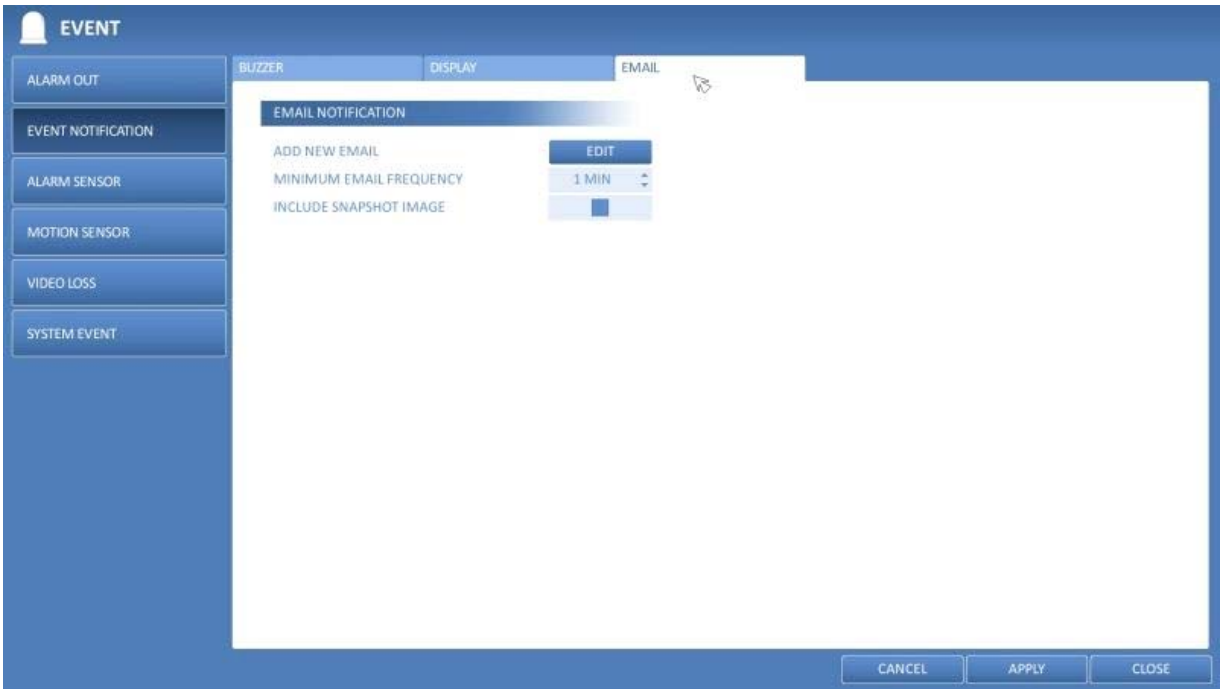 EVENT
ALARM OUT
EVENT NOTIFICATION
ALARM SENSOR
MOTION SENSOR
VIDEO LOSS
SYSTEM EVENT
BUZZER DISPLAY EMAIL
EMAIL NOTIFICATION
ADD NEW EMAIL EDIT
MINIMUM EMAIL FREQUENCY 1 MIN
INCLUDE SNAPSHOT IMAGE
CANCEL APPLY CLOSE